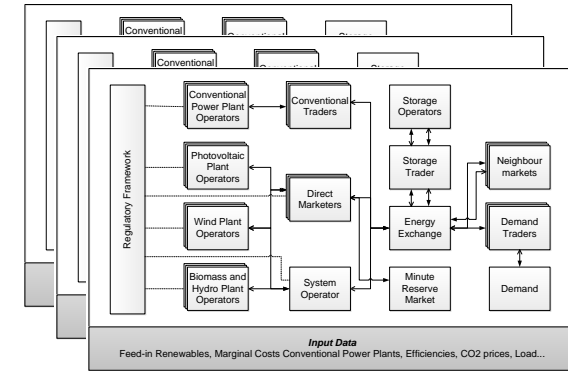 Conventional
Storage
Conventional
Storage
Regulatory Framework
Conventional
Power Plant
Operators
Photovoltaic
Plant
Operators
Wind Plant
Operators
Biomass and
Hydro Plant
Operators
Conventional
Traders
Direct
Marketers
System
Operator
Storage
Operators
Storage
Trader
Energy
Exchange
Minute
Reserve
Market
Neighbour
markets
Demand
Traders
Demand
Input Data
Feed-in Renewables, Marginal Costs Conventional Power Plants, Efficiencies, CO2 prices, Load...